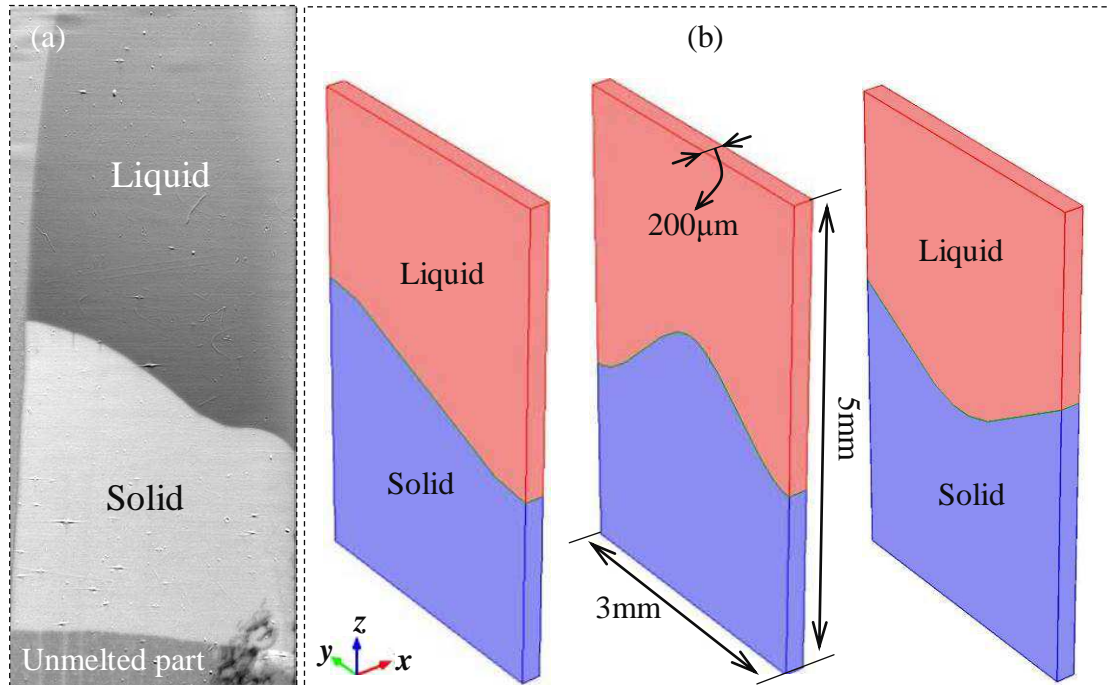 (a)
Liquid
Solid
Unmelted part
(b)
Liquid
Solid
200μm
5mm
3mm
Liquid
Solid
z
y
x